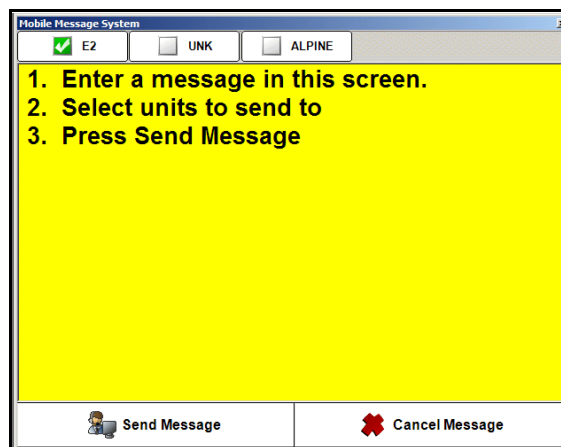 Mobile Message System
E2 UNK ALPINE
1. Enter a message in this screen.
2. Select units to send to
3. Press Send Message
Send Message Cancel Message